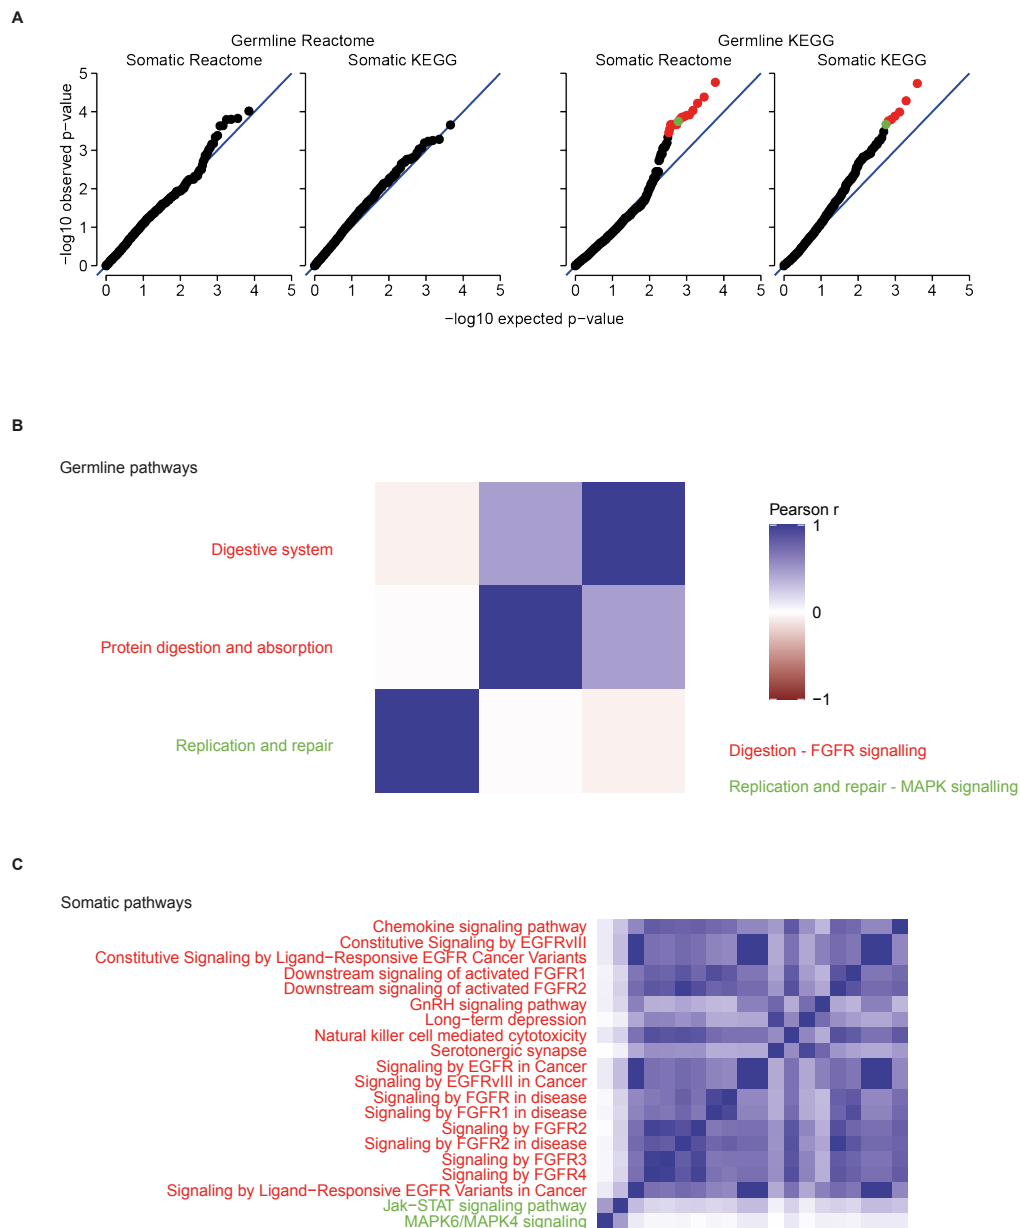 A
Germline Reactome
Germline KEGG
Somatic Reactome
Somatic KEGG
Somatic Reactome
Somatic KEGG
−log10 observed p−value
5
4
3
2
1
0
0 1 2 3 4 5
0 1 2 3 4 5
0 1 2 3 4 5
0 1 2 3 4 5
−log10 expected p−value
B
Germline pathways
Digestive system
Protein digestion and absorption
Replication and repair
Pearson r
1
0
−1
Digestion - FGFR signalling
Replication and repair - MAPK signalling
C
Somatic pathways
Chemokine signaling pathway
Constitutive Signaling by EGFRvIII
Constitutive Signaling by Ligand−Responsive EGFR Cancer Variants
Downstream signaling of activated FGFR1
Downstream signaling of activated FGFR2
GnRH signaling pathway
Long−term depression
Natural killer cell mediated cytotoxicity
Serotonergic synapse
Signaling by EGFR in Cancer
Signaling by EGFRvIII in Cancer
Signaling by FGFR in disease
Signaling by FGFR1 in disease
Signaling by FGFR2
Signaling by FGFR2 in disease
Signaling by FGFR3
Signaling by FGFR4
Signaling by Ligand−Responsive EGFR Variants in Cancer
Jak−STAT signaling pathway
MAPK6/MAPK4 signaling